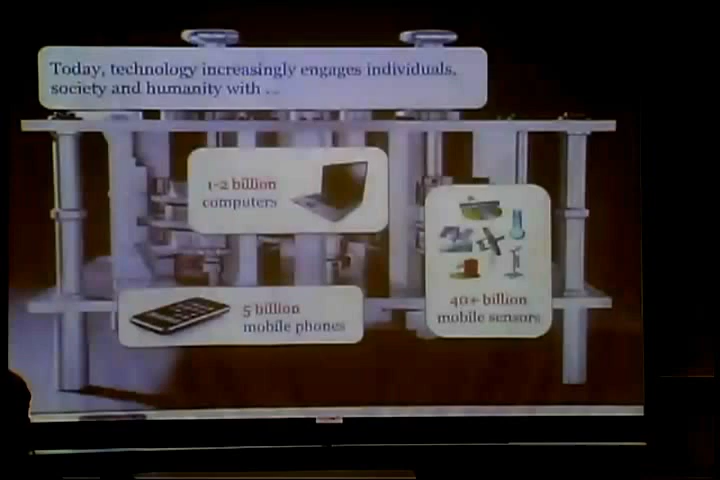 Today, technology increasingly engages individuals,
society and humanity with ...
1-2 billion
computers
5 billion
mobile phones
40+ billion
mobile sensors